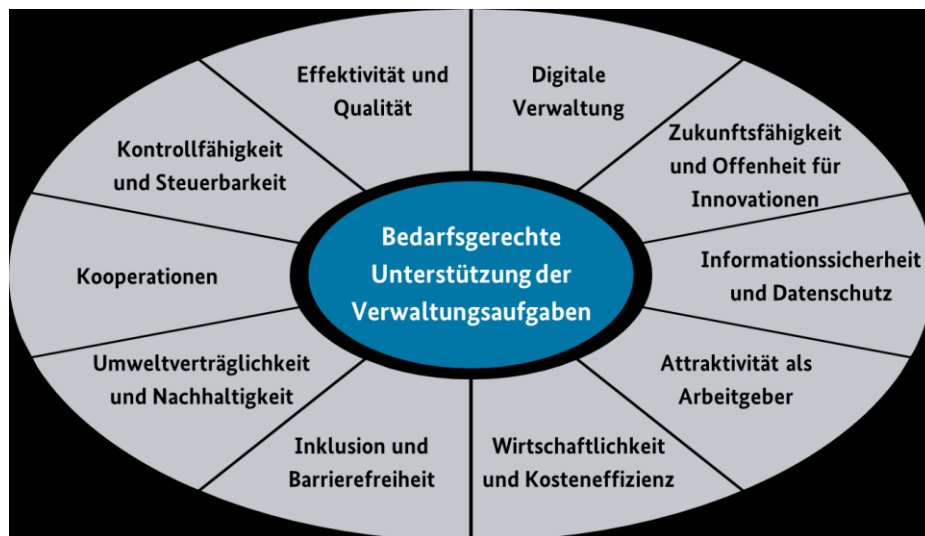 Effektivität und
Qualität
Digitale
Verwaltung
Zukunftsfähigkeit
und Offenheit für
Innovationen
Informationssicherheit
und Datenschutz
Attraktivität als
Arbeitgeber
Wirtschaftlichkeit
und Kosteneffizienz
Inklusion und
Barrierefreiheit
Umweltverträglichkeit
und Nachhaltigkeit
Kooperationen
Kontrollfähigkeit
und Steuerbarkeit
Bedarfsgerechte
Unterstützung der
Verwaltungsaufgaben